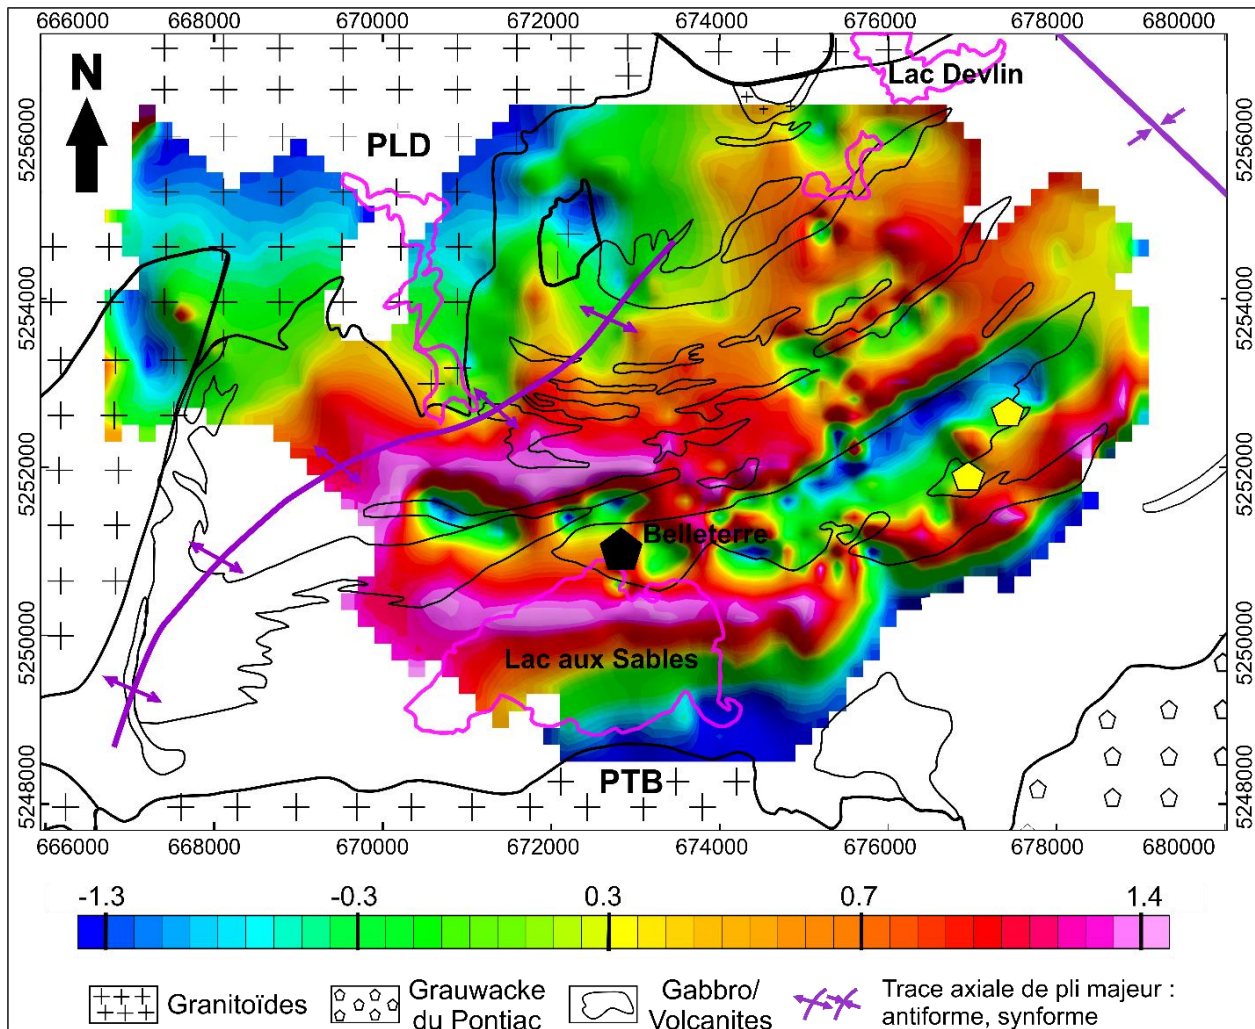 666000 668000 670000 672000 674000 676000 678000 680000
N
5256000
5254000
5252000
5250000
5248000
PLD
Lac Devlin
5256000
5254000
5252000
5250000
5248000
Belleterre
Lac aux Sables
PTB
666000 668000 670000 672000 674000 676000 678000 680000
-1.3 -0.3 0.3 0.7 1.4
Granitoïdes
Grauwacke
du Pontiac
Gabbro/
Volcanites
Trace axiale de pli majeur :
antiforme, synforme